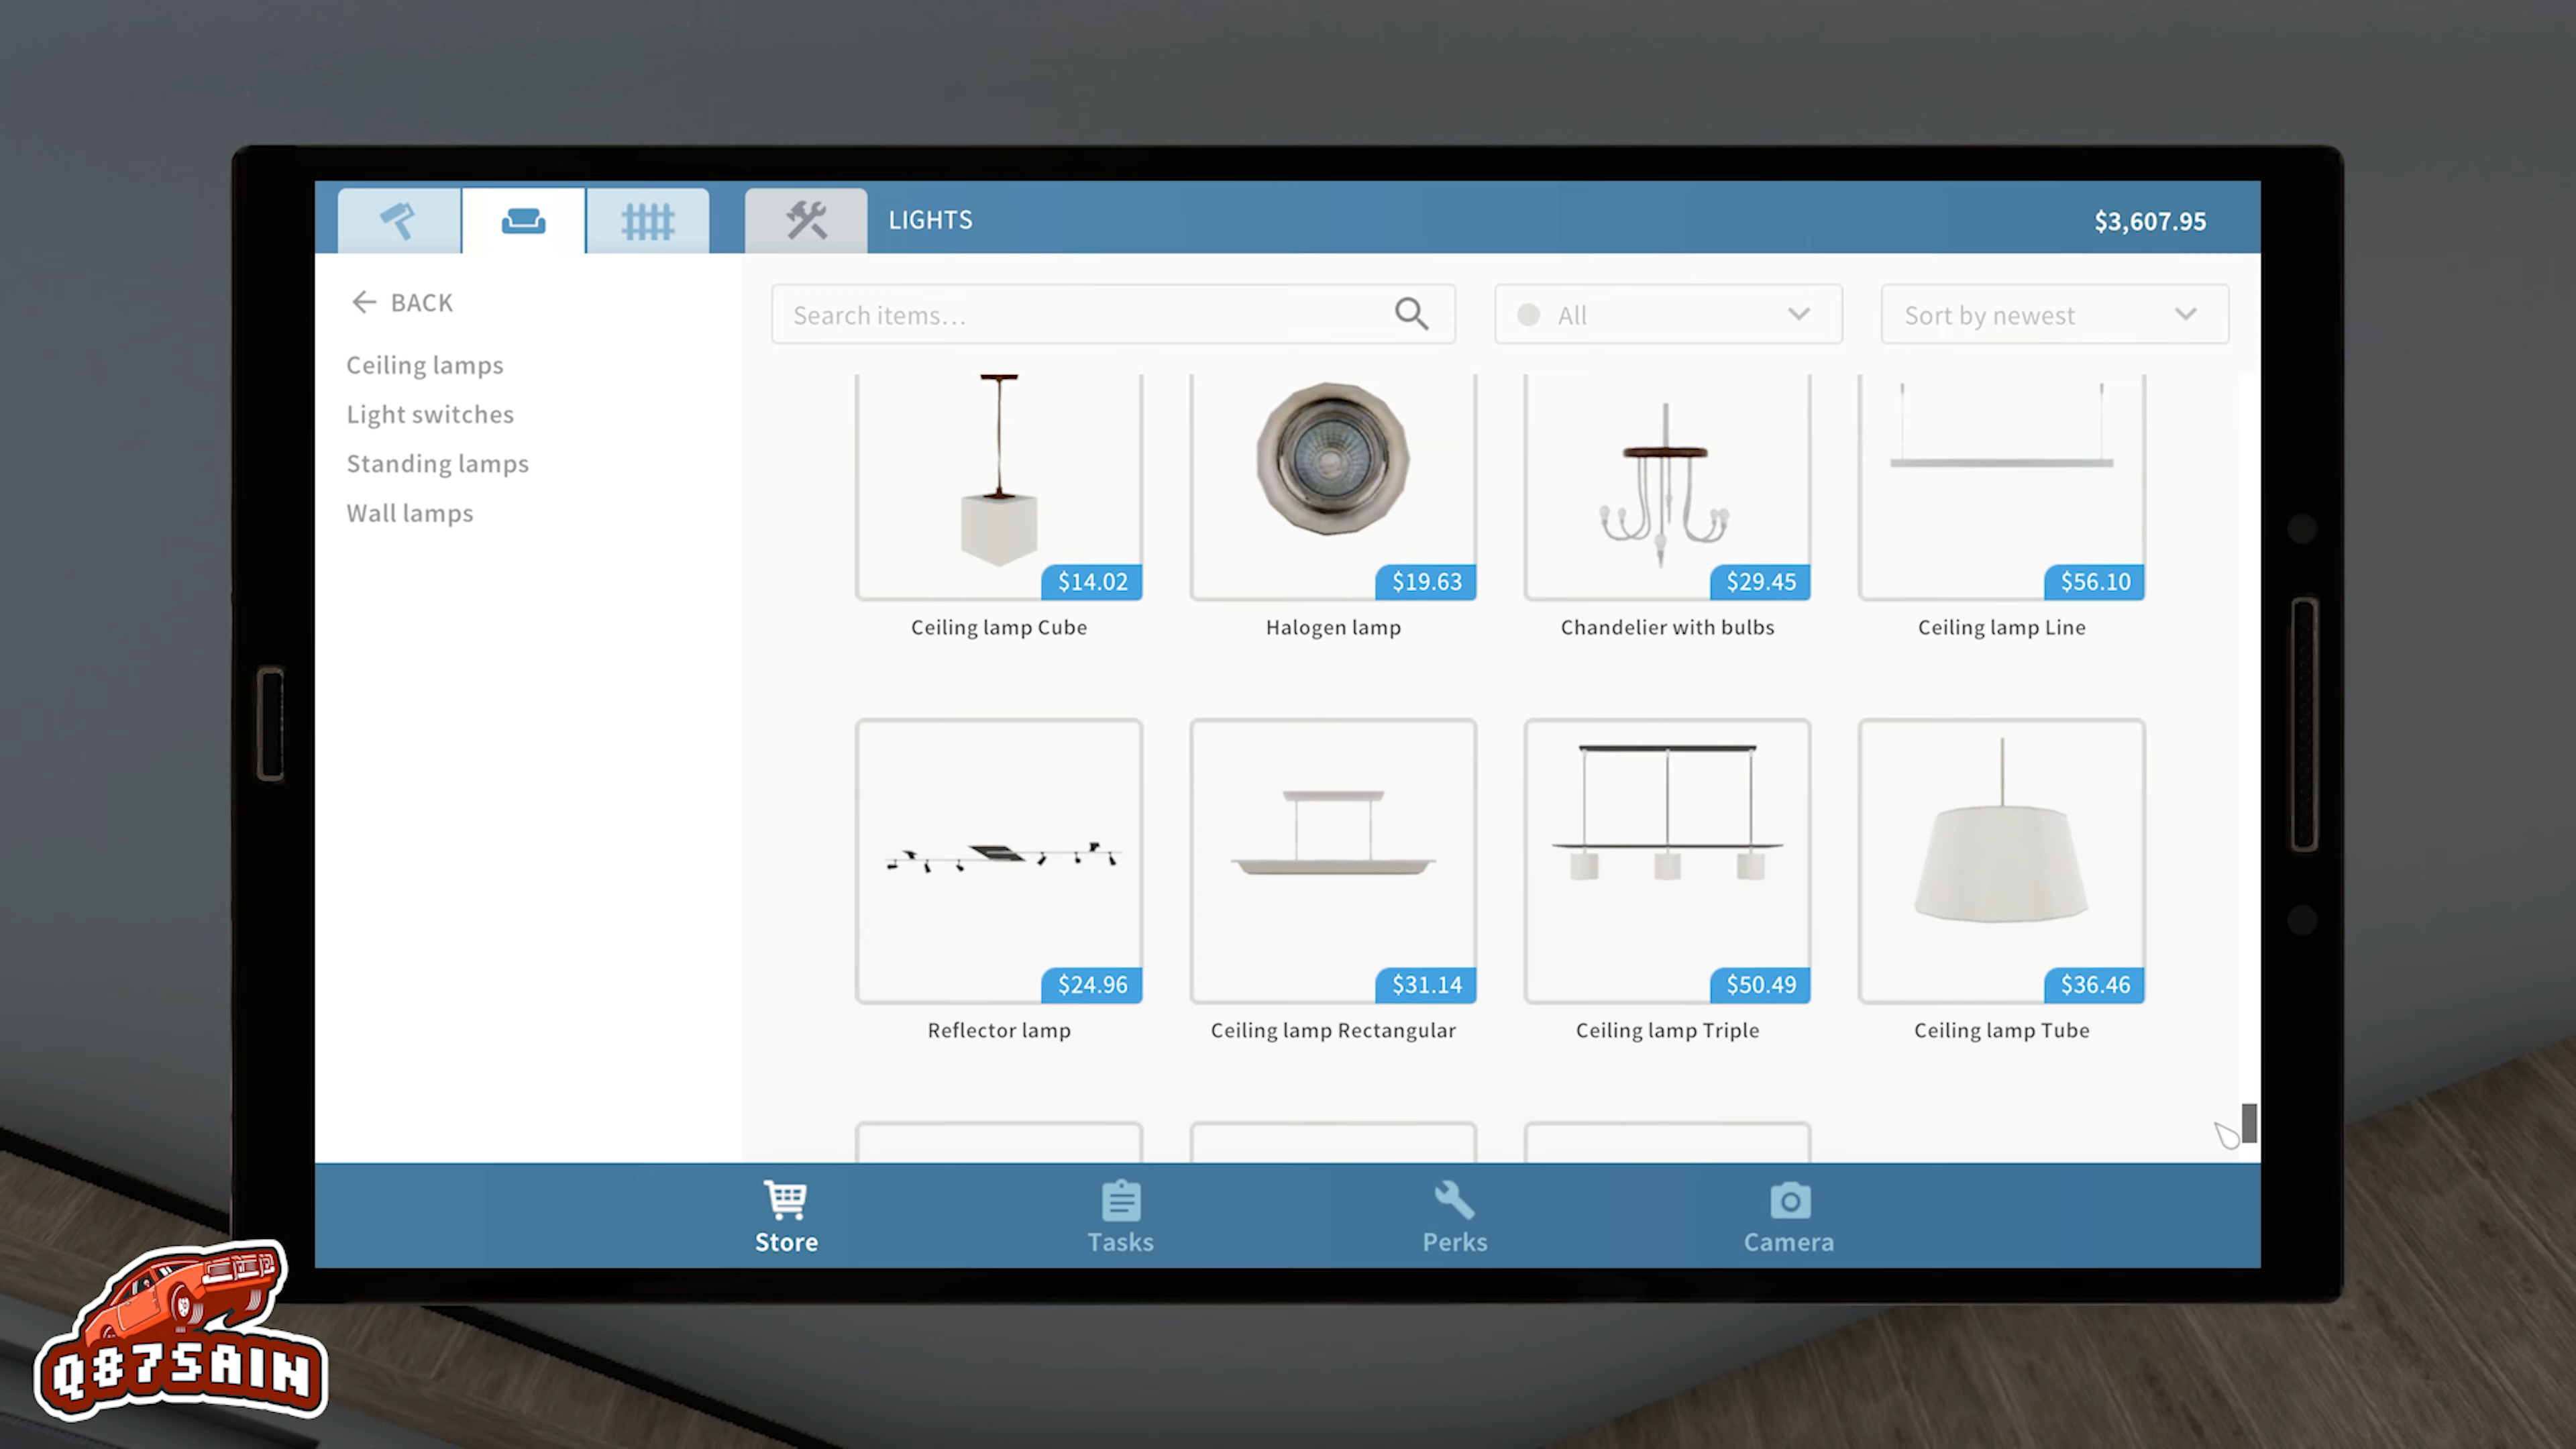 LIGHTS
$3,607.95
BACK
Search items...
All
Sort by newest
Ceiling lamps
Light switches
Standing lamps
Wall lamps
$14.02
$19.63
$29.45
$56.10
Ceiling lamp Cube
Halogen lamp
Chandelier with bulbs
Ceiling lamp Line
$24.96
$31.14
$50.49
$36.46
Reflector lamp
Ceiling lamp Rectangular
Ceiling lamp Triple
Ceiling lamp Tube
Store
Tasks
Perks
Camera
Q87SAIN